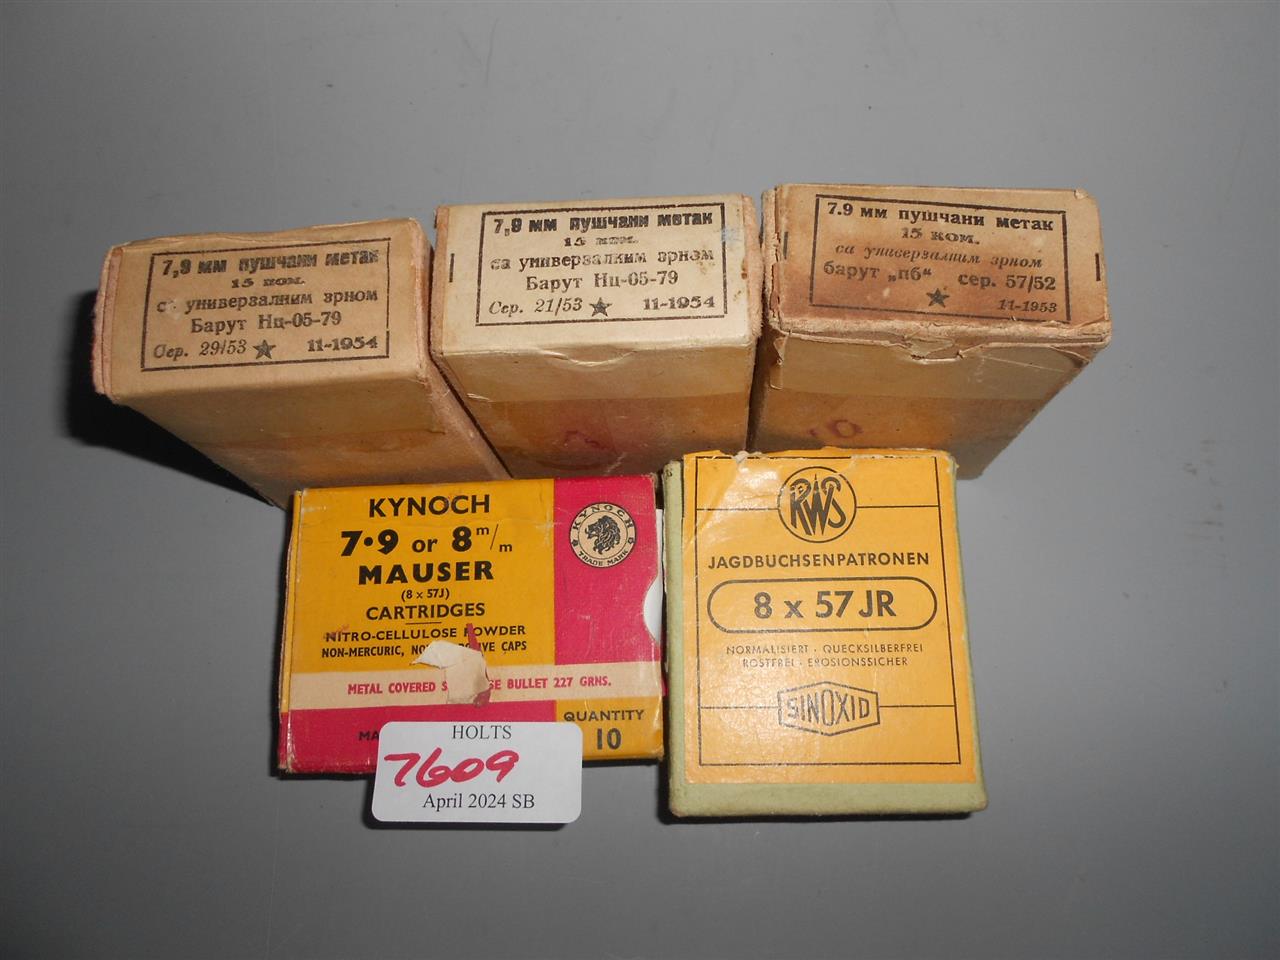 7,9 мм пушчани метак
15 ком.
са универзалним зрном
Барут Нц-05-79
Сер. 29/53 ★ 11-1954
7,9 мм пушчани метак
15 ком.
са универзалним зрном
Барут Нц-05-79
Сер. 21/53 ★ 11-1954
7.9 мм пушчани метак
15 ком.
са универзалним зрном
барут „пб“ сер. 57/52
★ 11-1953
10
KYNOCH
7·9 or 8 m/m
MAUSER
(8 x 57J)
CARTRIDGES
NITRO-CELLULOSE POWDER
NON-MERCURIC, CAPS
METAL COVERED BULLET 227 GRNS.
QUANTITY
10
KYNOCH
TRADE MARK
HOLTS
7609
April 2024 SB
RWS
JAGDBUCHSENPATRONEN
8 x 57 JR
NORMALISIERT · QUECKSILBERFREI
ROSTFREI · EROSIONSSICHER
SINOXID